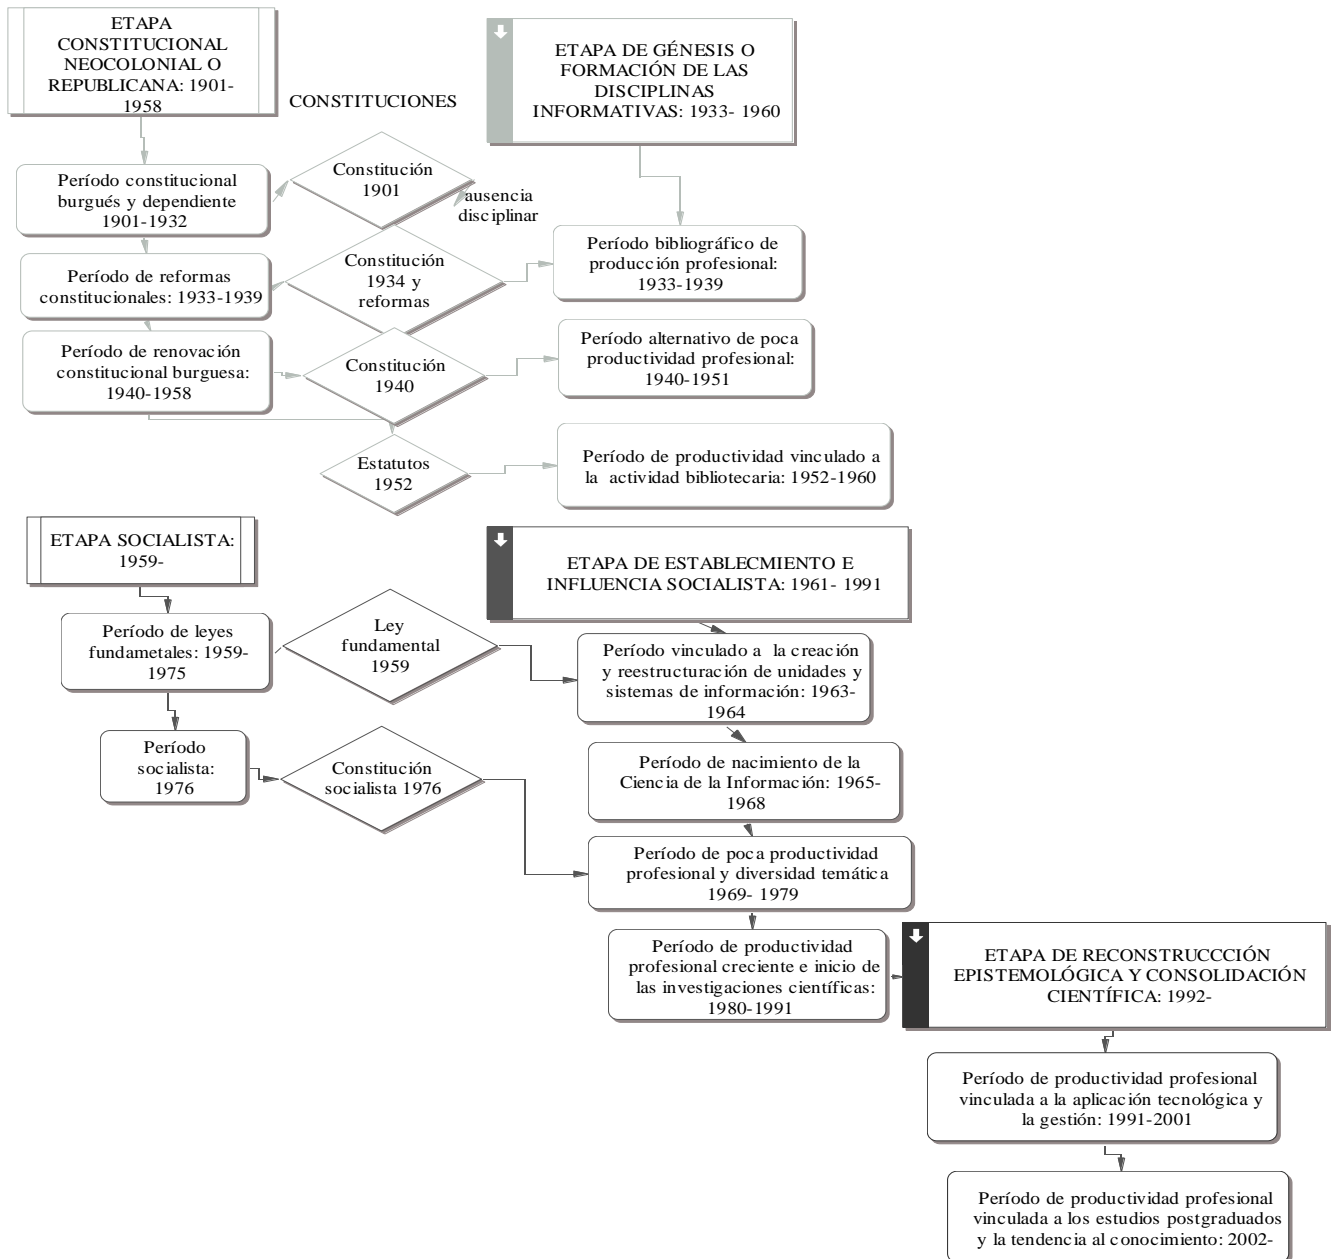 ETAPA
CONSTITUCIONAL
NEOCOLONIAL O
REPUBLICANA: 1901-
1958
CONSTITUCIONES
ETAPA DE GÉNESIS O
FORMACIÓN DE LAS
DISCIPLINAS
INFORMATIVAS: 1933- 1960
Período constitucional
burgués y dependiente
1901-1932
Constitución
1901
ausencia
disciplinar
Período de reformas
constitucionales: 1933-1939
Constitución
1934 y
reformas
Período bibliográfico de
producción profesional:
1933-1939
Período de renovación
constitucional burguesa:
1940-1958
Constitución
1940
Período alternativo de poca
productividad profesional:
1940-1951
Estatutos
1952
Período de productividad vinculado a
la actividad bibliotecaria: 1952-1960
ETAPA SOCIALISTA:
1959-
ETAPA DE ESTABLECMIENTO E
INFLUENCIA SOCIALISTA: 1961- 1991
Período de leyes
fundametales: 1959-
1975
Ley
fundamental
1959
Período vinculado a la creación
y reestructuración de unidades y
sistemas de información: 1963-
1964
Período
socialista:
1976
Constitución
socialista 1976
Período de nacimiento de la
Ciencia de la Información: 1965-
1968
Período de poca productividad
profesional y diversidad temática
1969- 1979
Período de productividad
profesional creciente e inicio de
las investigaciones científicas:
1980-1991
ETAPA DE RECONSTRUCCCIÓN
EPISTEMOLÓGICA Y CONSOLIDACIÓN
CIENTÍFICA: 1992-
Período de productividad profesional
vinculada a la aplicación tecnológica y
la gestión: 1991-2001
Período de productividad profesional
vinculada a los estudios postgraduados
y la tendencia al conocimiento: 2002-